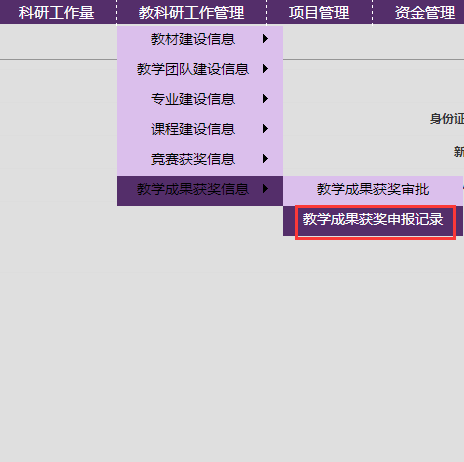 科研工作量 教科研工作管理 项目管理 资金管理
教材建设信息
教学团队建设信息
专业建设信息
身份证
课程建设信息
新
竞赛获奖信息
教学成果获奖信息 教学成果获奖审批
教学成果获奖申报记录